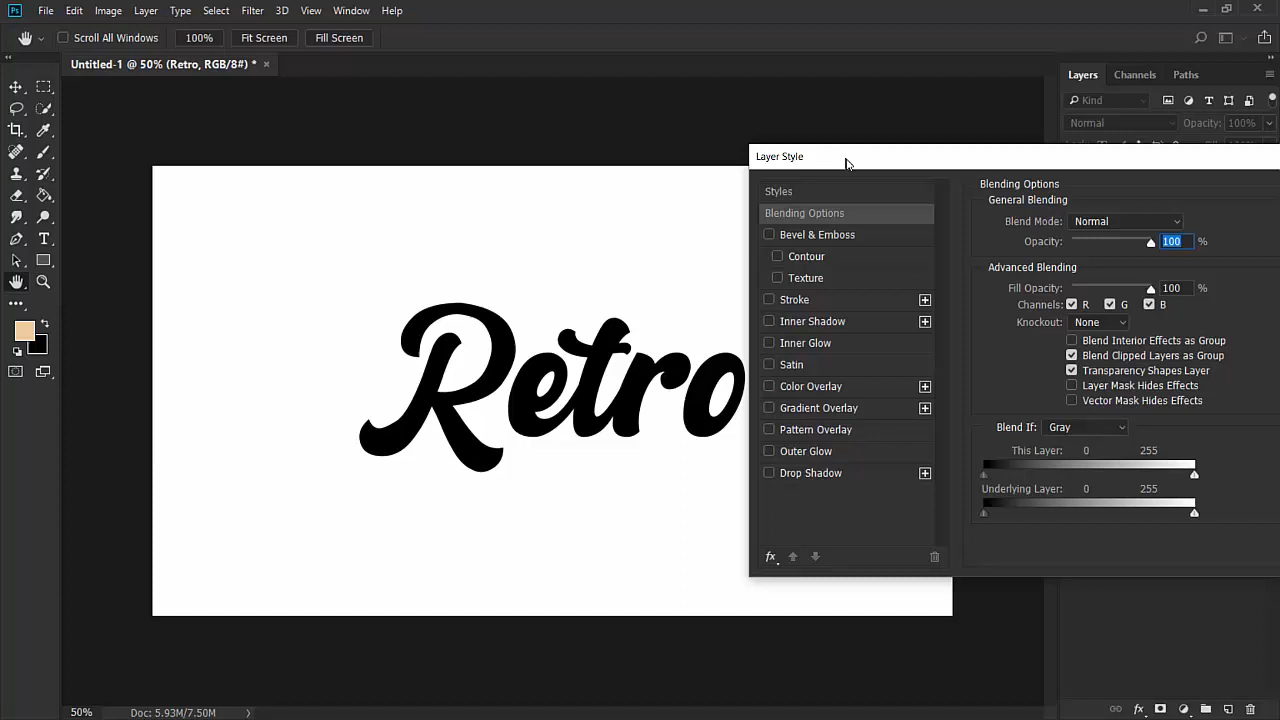 Ps File Edit Image Layer Type Select Filter 3D View Window Help
Scroll All Windows 100% Fit Screen Fill Screen
Untitled-1 @ 50% (Retro, RGB/8#) * ×
Layers Channels Paths
Kind
Normal Opacity: 100%
Layer Style
Styles
Blending Options
Bevel & Emboss
Contour
Texture
Stroke
Inner Shadow
Inner Glow
Satin
Color Overlay
Gradient Overlay
Pattern Overlay
Outer Glow
Drop Shadow
fx
Blending Options
General Blending
Blend Mode: Normal
Opacity: 100 %
Advanced Blending
Fill Opacity: 100 %
Channels: R G B
Knockout: None
Blend Interior Effects as Group
Blend Clipped Layers as Group
Transparency Shapes Layer
Layer Mask Hides Effects
Vector Mask Hides Effects
Blend If: Gray
This Layer: 0 255
Underlying Layer: 0 255
Retro
50% Doc: 5.93M/7.50M
fx